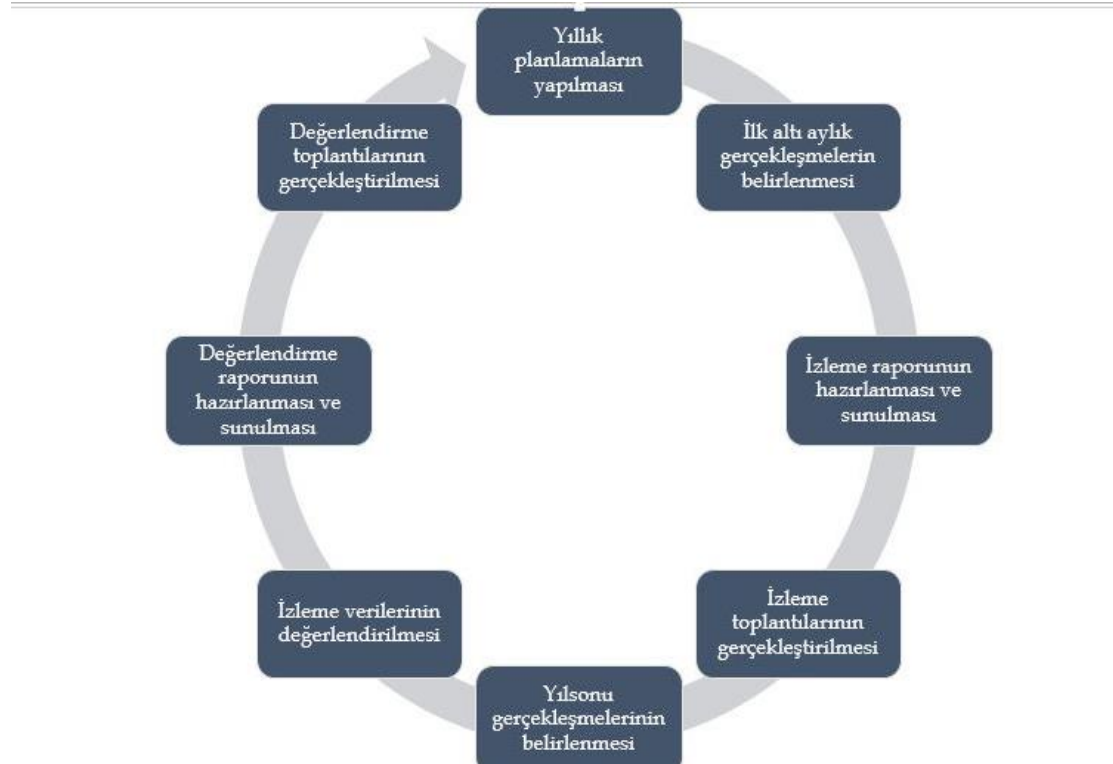 Yıllık
planlamaların
yapılması
İlk altı aylık
gerçekleşmelerin
belirlenmesi
İzleme raporunun
hazırlanması ve
sunulması
İzleme
toplantılarının
gerçekleştirilmesi
Yılsonu
gerçekleşmelerinin
belirlenmesi
İzleme verilerinin
değerlendirilmesi
Değerlendirme
raporunun
hazırlanması ve
sunulması
Değerlendirme
toplantılarının
gerçekleştirilmesi